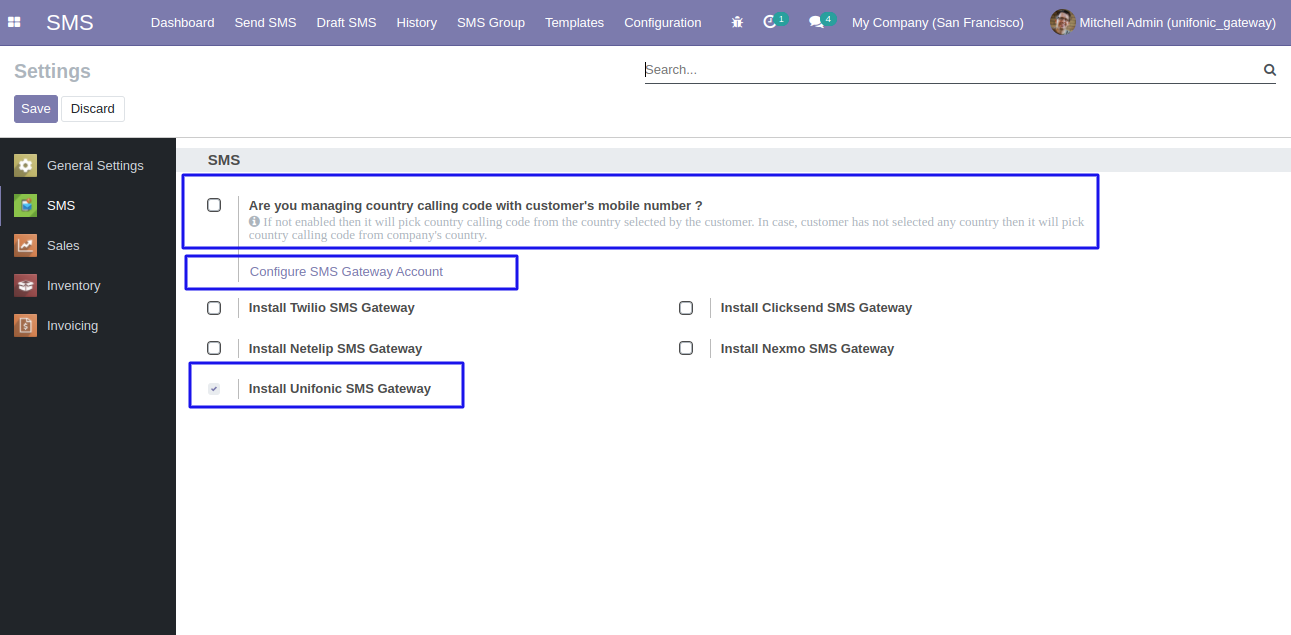 SMS Dashboard Send SMS Draft SMS History SMS Group Templates Configuration 1 4 My Company (San Francisco) Mitchell Admin (unifonic_gateway)
Settings
Search...
Save Discard
General Settings
SMS
Sales
Inventory
Invoicing
SMS
Are you managing country calling code with customer's mobile number ?
If not enabled then it will pick country calling code from the country selected by the customer. In case, customer has not selected any country then it will pick
country calling code from company's country.
Configure SMS Gateway Account
Install Twilio SMS Gateway Install Clicksend SMS Gateway
Install Netelip SMS Gateway Install Nexmo SMS Gateway
Install Unifonic SMS Gateway